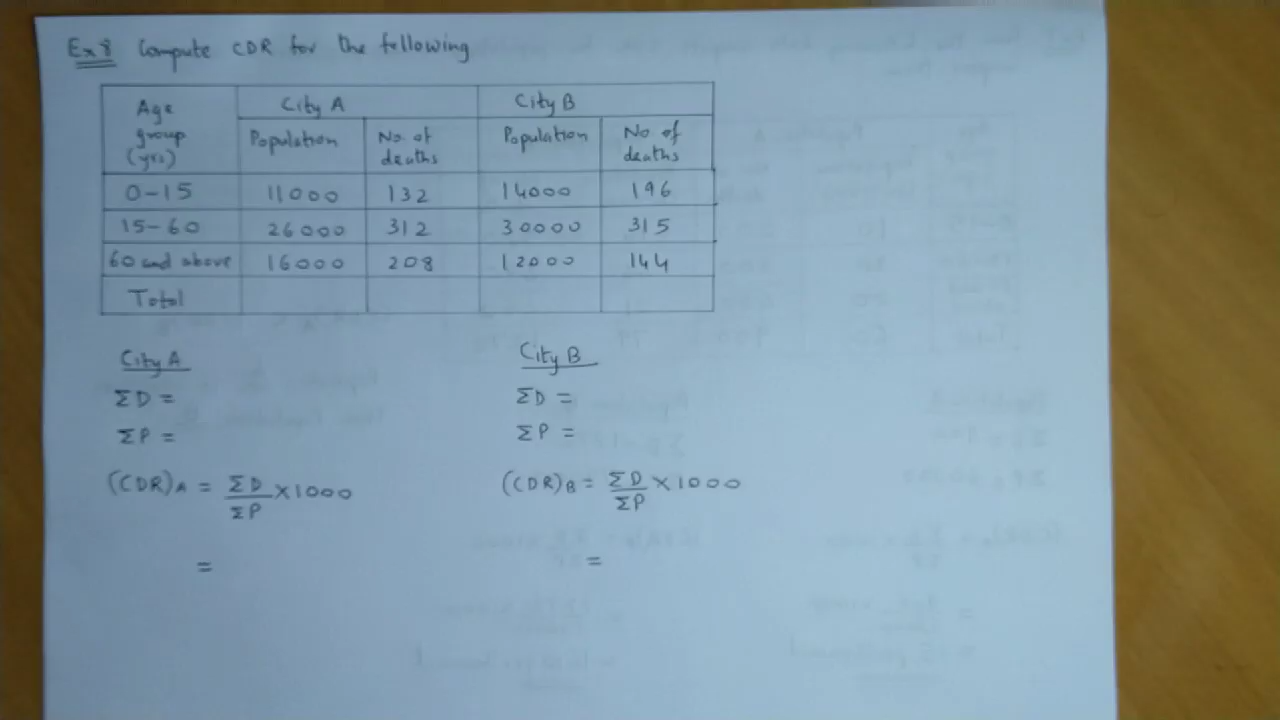 Ex 8 Compute CDR for the following
Age group (yrs) City A City B
Population No. of deaths Population No. of deaths
0-15 11000 132 14000 196
15-60 26000 312 30000 315
60 and above 16000 208 12000 144
Total
City A City B
ΣD = ΣD =
ΣP = ΣP =
(CDR)A = ΣD/ΣP × 1000 (CDR)B = ΣD/ΣP × 1000
= =